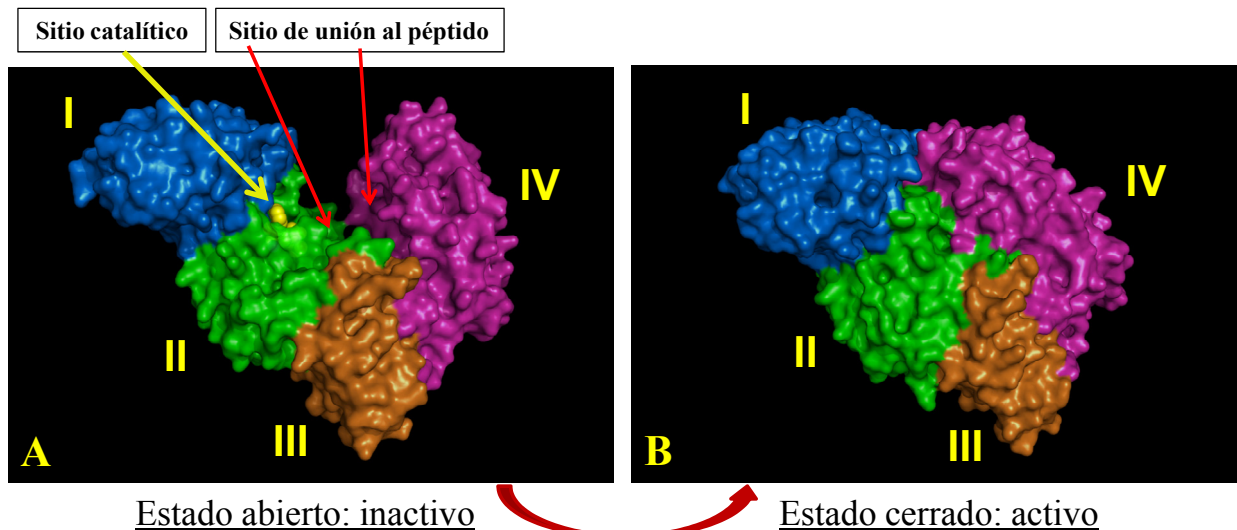 Sitio catalítico
Sitio de unión al péptido
I
II
III
IV
A
I
II
III
IV
B
Estado abierto: inactivo
Estado cerrado: activo